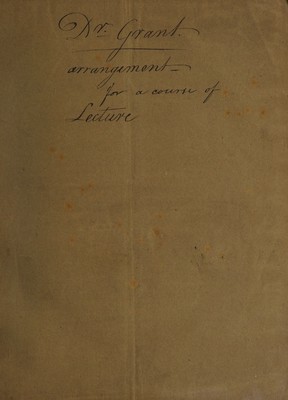 Dr. Grant
arrangement
for a course of
Lecture